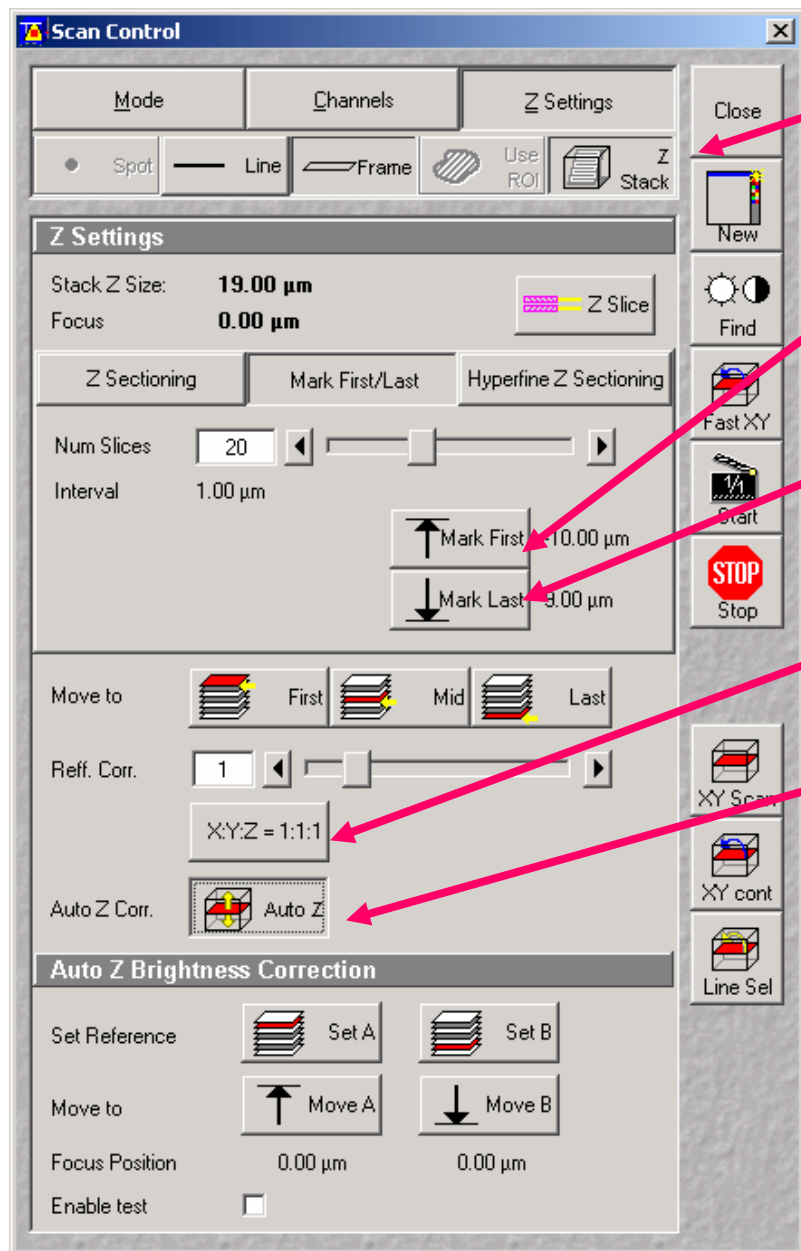 Scan Control
Mode Channels Z Settings Close
Spot Line Frame Use ROI Z Stack
New
Z Settings
Stack Z Size: 19.00 µm
Focus 0.00 µm
Z Slice
Find
Z Sectioning Mark First/Last Hyperfine Z Sectioning
Fast XY
Num Slices 20
Interval 1.00 µm
1/1
Start
Mark First -10.00 µm
Mark Last 9.00 µm
STOP
Stop
Move to First Mid Last
Reff. Corr. 1
XY Scan
X:Y:Z = 1:1:1
XY cont
Auto Z Corr. Auto Z
Line Sel
Auto Z Brightness Correction
Set Reference Set A Set B
Move to Move A Move B
Focus Position 0.00 µm 0.00 µm
Enable test